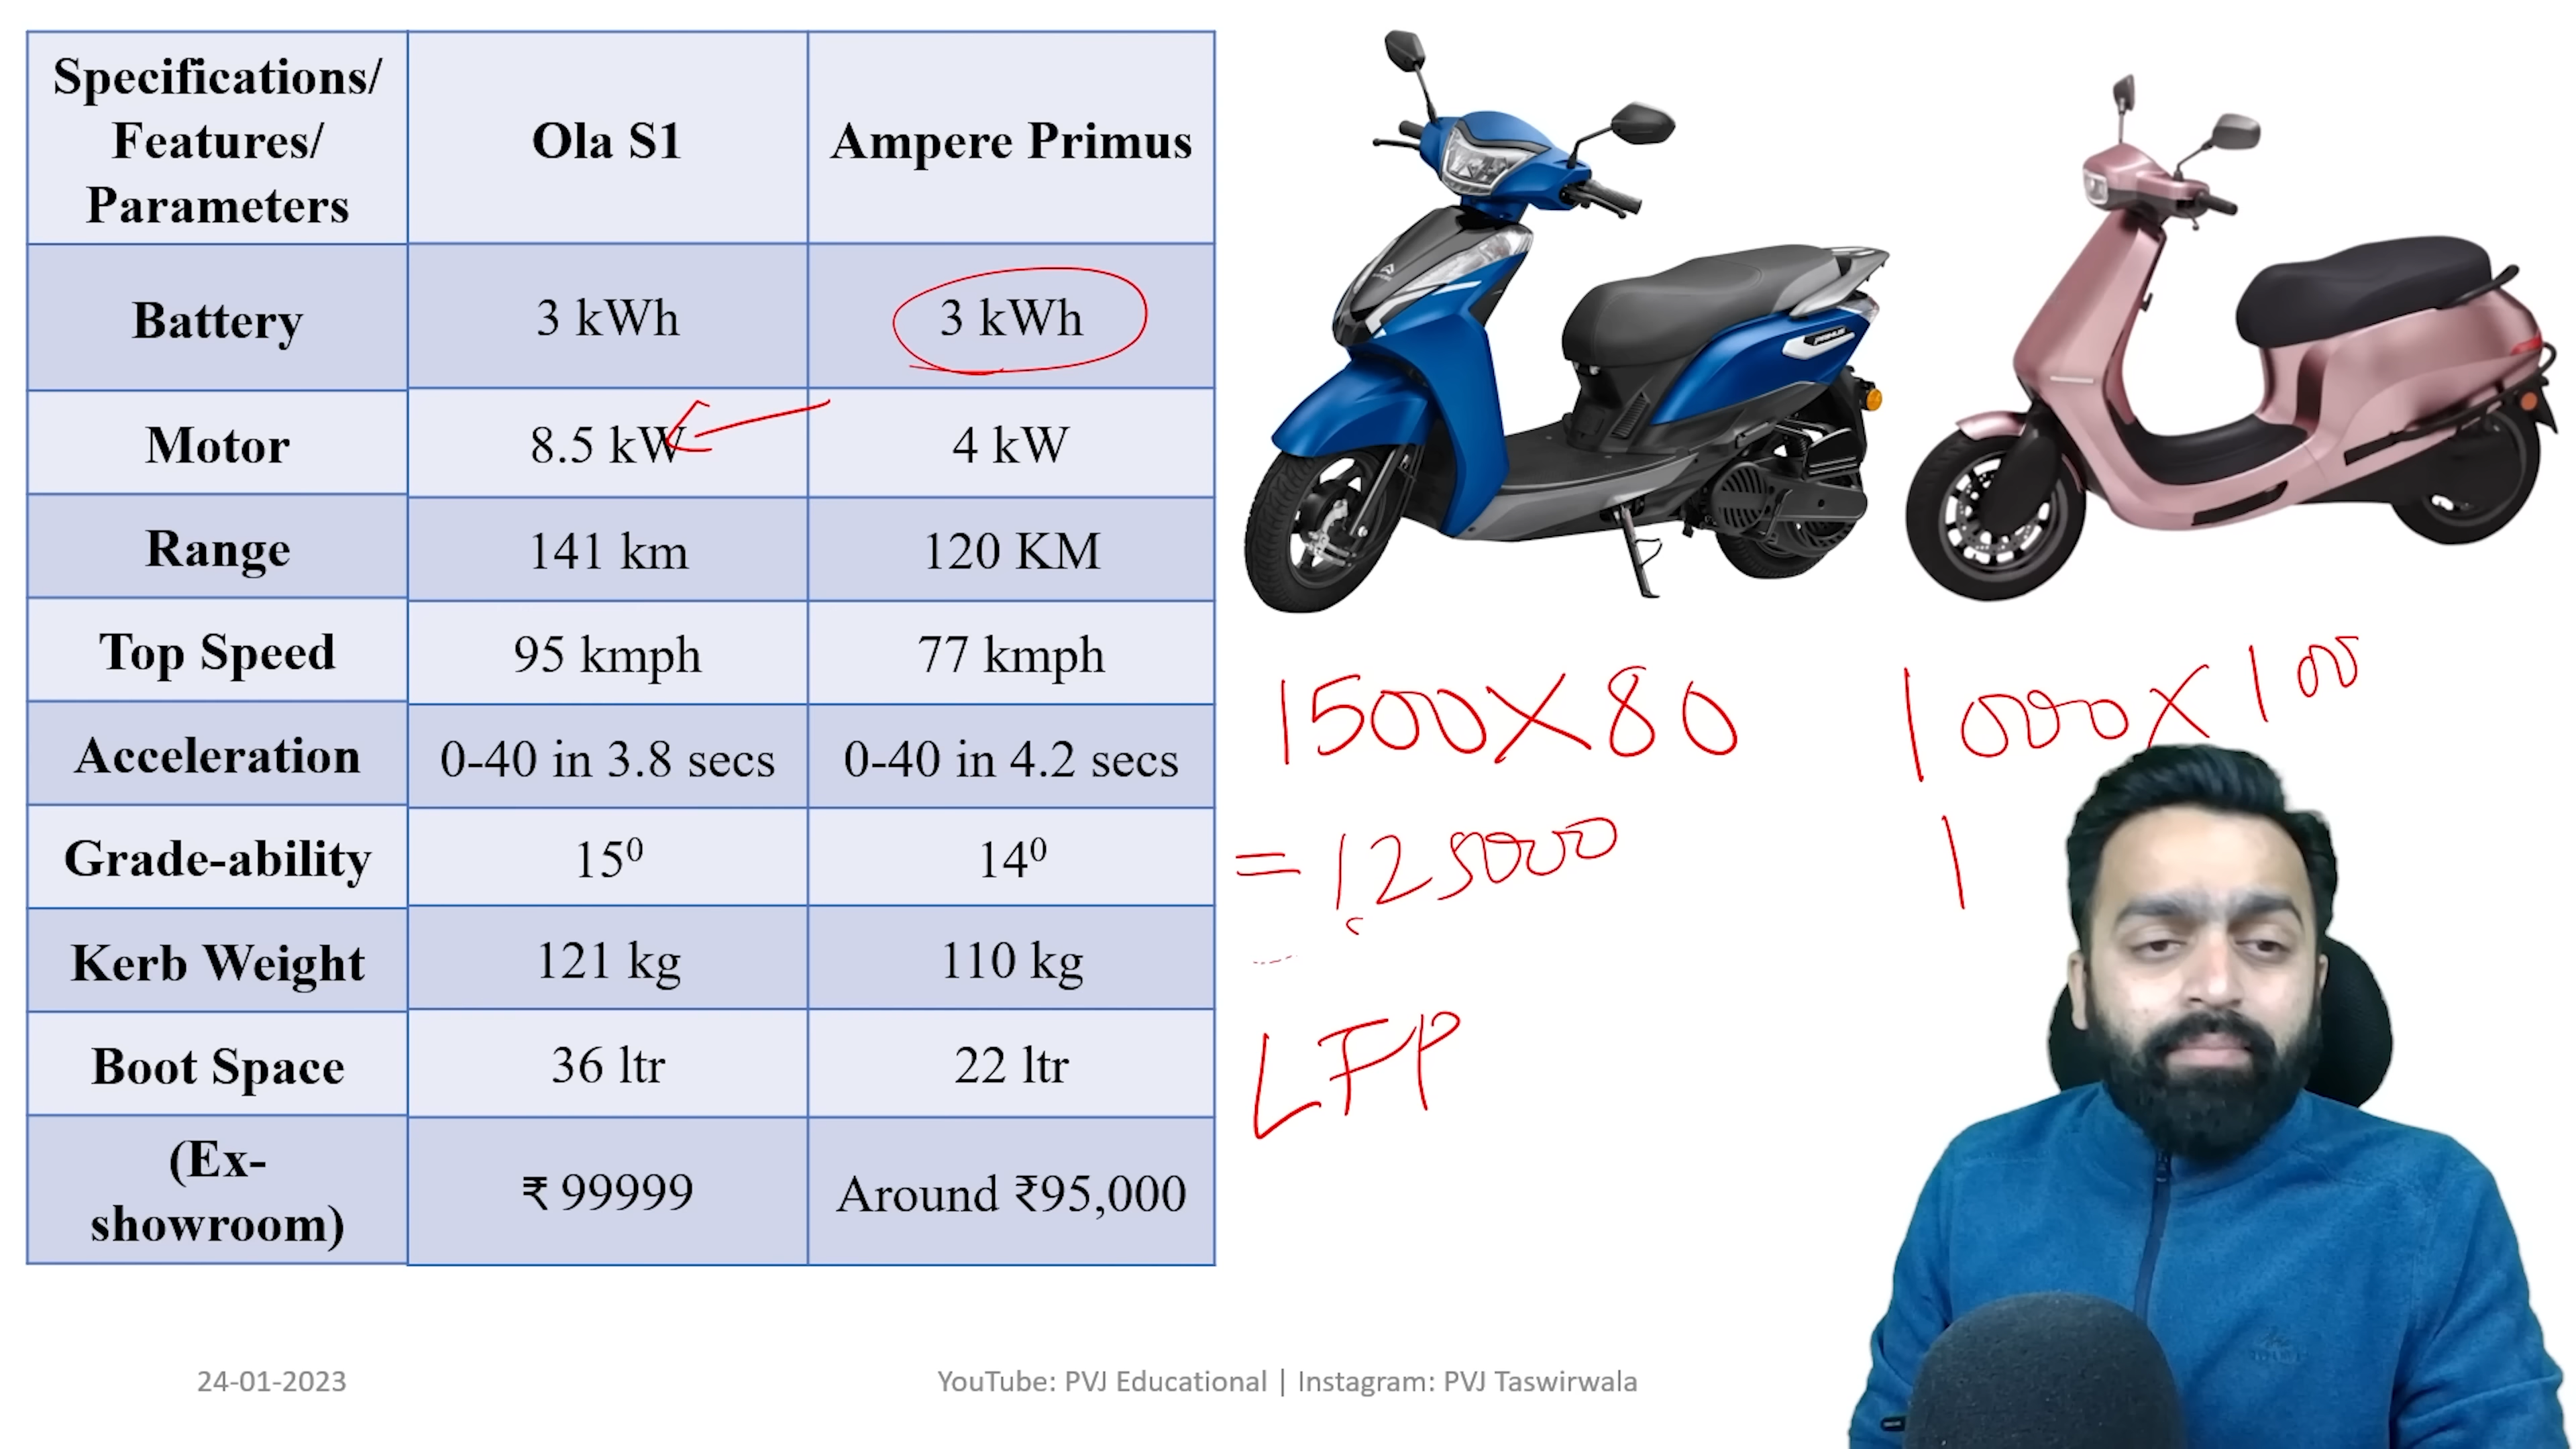 Specifications/
Features/
Parameters
Ola S1
Ampere Primus
Battery
3 kWh
3 kWh
Motor
8.5 kW
4 kW
Range
141 km
120 KM
Top Speed
95 kmph
77 kmph
Acceleration
0-40 in 3.8 secs
0-40 in 4.2 secs
Grade-ability
15⁰
14⁰
Kerb Weight
121 kg
110 kg
Boot Space
36 ltr
22 ltr
(Ex-
showroom)
₹ 99999
Around ₹95,000
1500X80
= 125000
LFP
1000X100
1
24-01-2023
YouTube: PVJ Educational | Instagram: PVJ Taswirwala